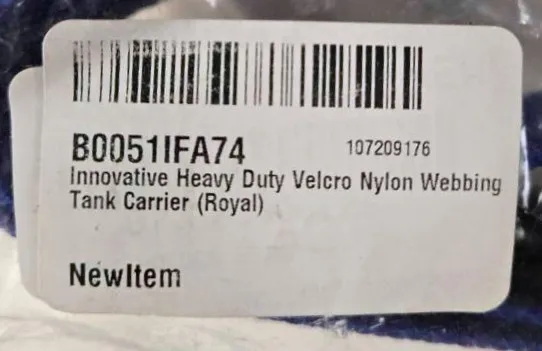 B0051IFA74 107209176
Innovative Heavy Duty Velcro Nylon Webbing
Tank Carrier (Royal)
NewItem